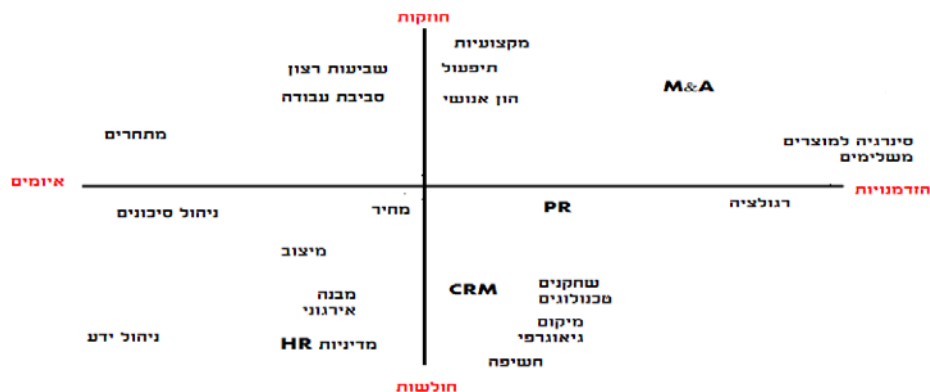 חוזקות
מקצועיות
תיפעול
שביעות רצון
M&A
הון אנושי
סביבת עבודה
מתחרים
סינרגיה למוצרים
משלימים
הזדמנויות
איומים
רגולציה
PR
מחיר
ניהול סיכונים
מיצוב
שחקנים
טכנולוגים
CRM
מבנה
אירגוני
מיקום
גיאוגרפי
מדיניות HR
ניהול ידע
חשיפה
חולשות